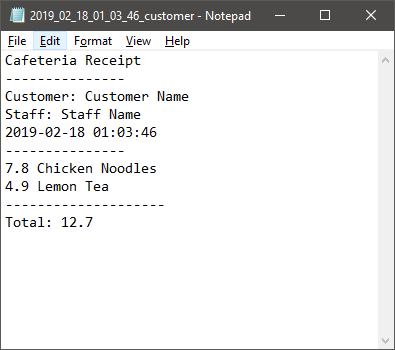 2019_02_18_01_03_46_customer - Notepad
File Edit Format View Help
Cafeteria Receipt
---------------
Customer: Customer Name
Staff: Staff Name
2019-02-18 01:03:46
---------------
7.8 Chicken Noodles
4.9 Lemon Tea
--------------------
Total: 12.7